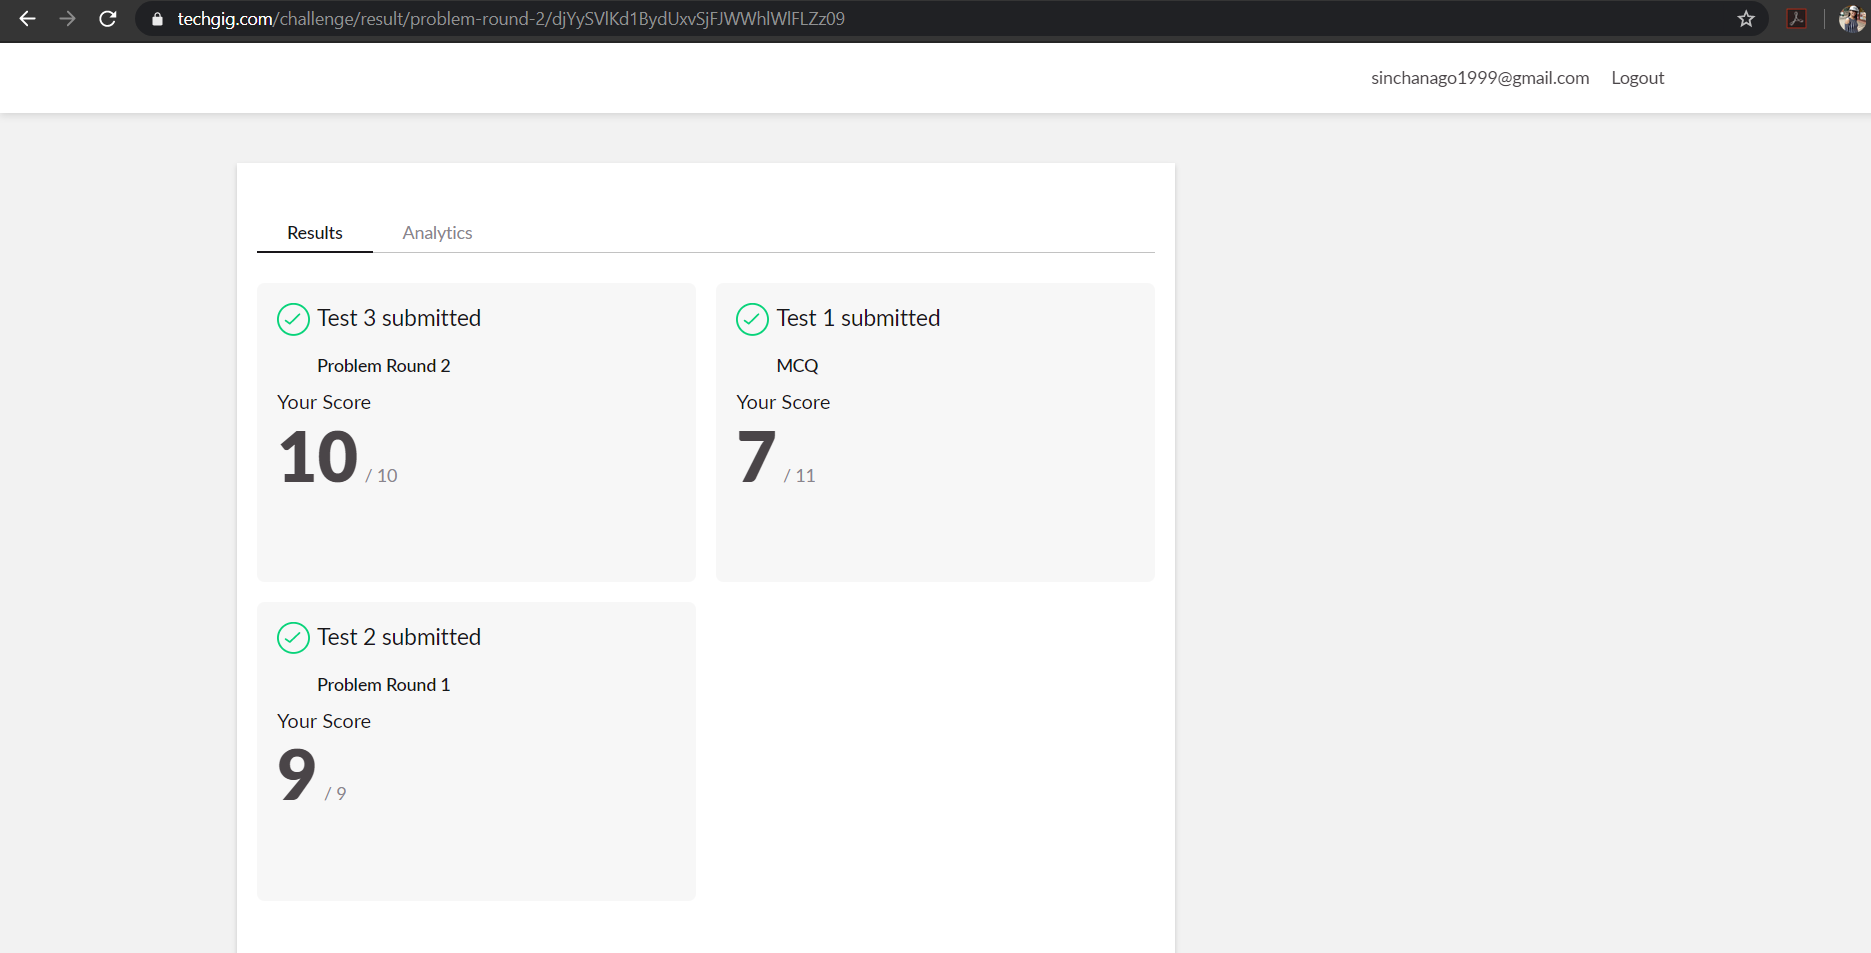 techgig.com/challenge/result/problem-round-2/djYySVlKd1BydUxvSjFJWWhlWlFLZz09
sinchanago1999@gmail.com Logout
Results Analytics
Test 3 submitted
Problem Round 2
Your Score
10 / 10
Test 1 submitted
MCQ
Your Score
7 / 11
Test 2 submitted
Problem Round 1
Your Score
9 / 9